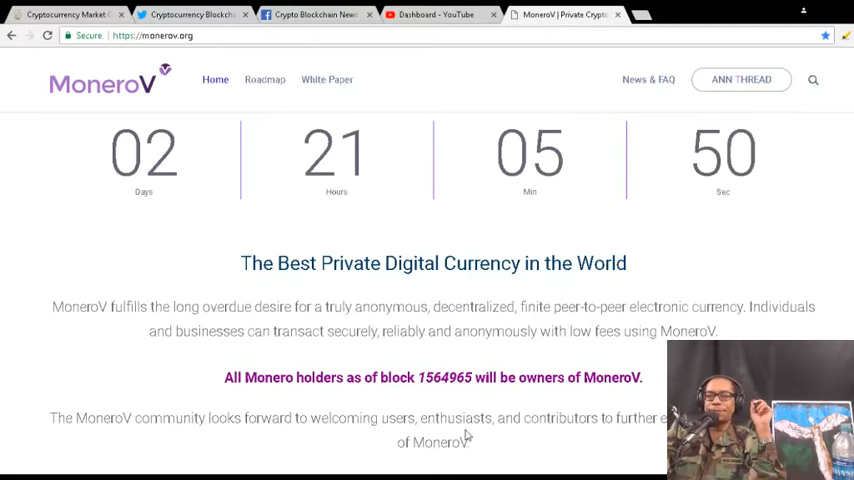 Cryptocurrency Market C
Cryptocurrency Blockcha
Crypto Blockchain News
Dashboard - YouTube
MoneroV | Private Crypto
Secure
https://monerov.org
MoneroV
Home
Roadmap
White Paper
News & FAQ
ANN THREAD
02
21
05
50
Days
Hours
Min
Sec
The Best Private Digital Currency in the World
MoneroV fulfills the long overdue desire for a truly anonymous, decentralized, finite peer-to-peer electronic currency. Individuals
and businesses can transact securely, reliably and anonymously with low fees using MoneroV.
All Monero holders as of block 1564965 will be owners of MoneroV.
The MoneroV community looks forward to welcoming users, enthusiasts, and contributors to further e
of MoneroV.